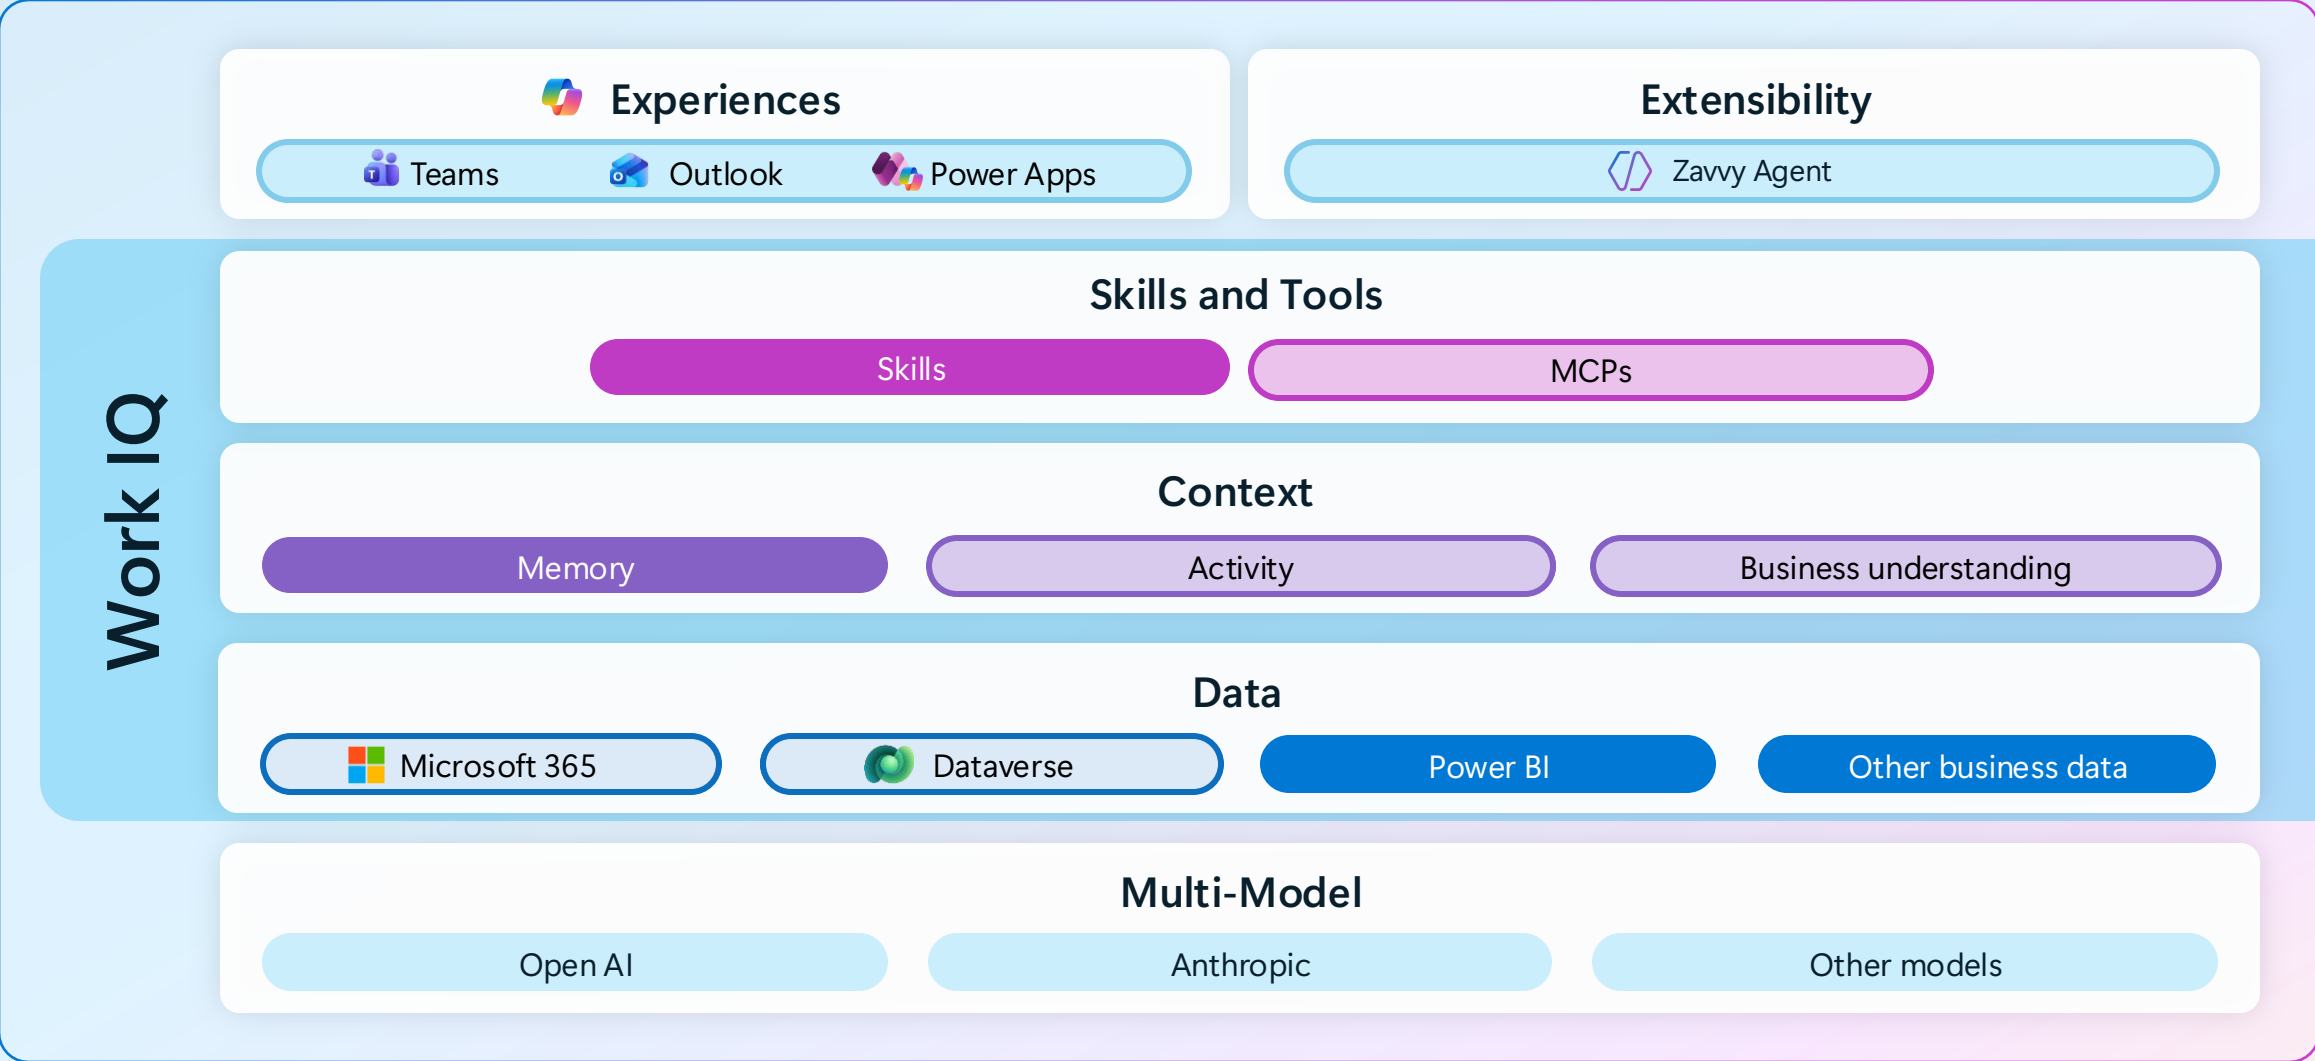 Experiences
Extensibility
Teams Outlook Power Apps
Zavvy Agent
Work IQ
Skills and Tools
Skills
MCPs
Context
Memory
Activity
Business understanding
Data
Microsoft 365
Dataverse
Power BI
Other business data
Multi-Model
Open AI
Anthropic
Other models